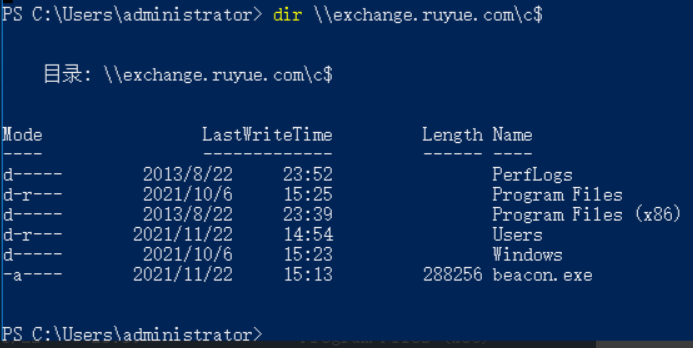 PS C:\Users\administrator> dir \\exchange.ruyue.com\c$
目录: \\exchange.ruyue.com\c$
Mode LastWriteTime Length Name
---- ------------- ------ ----
d----- 2013/8/22 23:52 PerfLogs
d-r--- 2021/10/6 15:25 Program Files
d----- 2013/8/22 23:39 Program Files (x86)
d-r--- 2021/11/22 14:54 Users
d----- 2021/10/6 15:23 Windows
-a---- 2021/11/22 15:13 288256 beacon.exe
PS C:\Users\administrator>